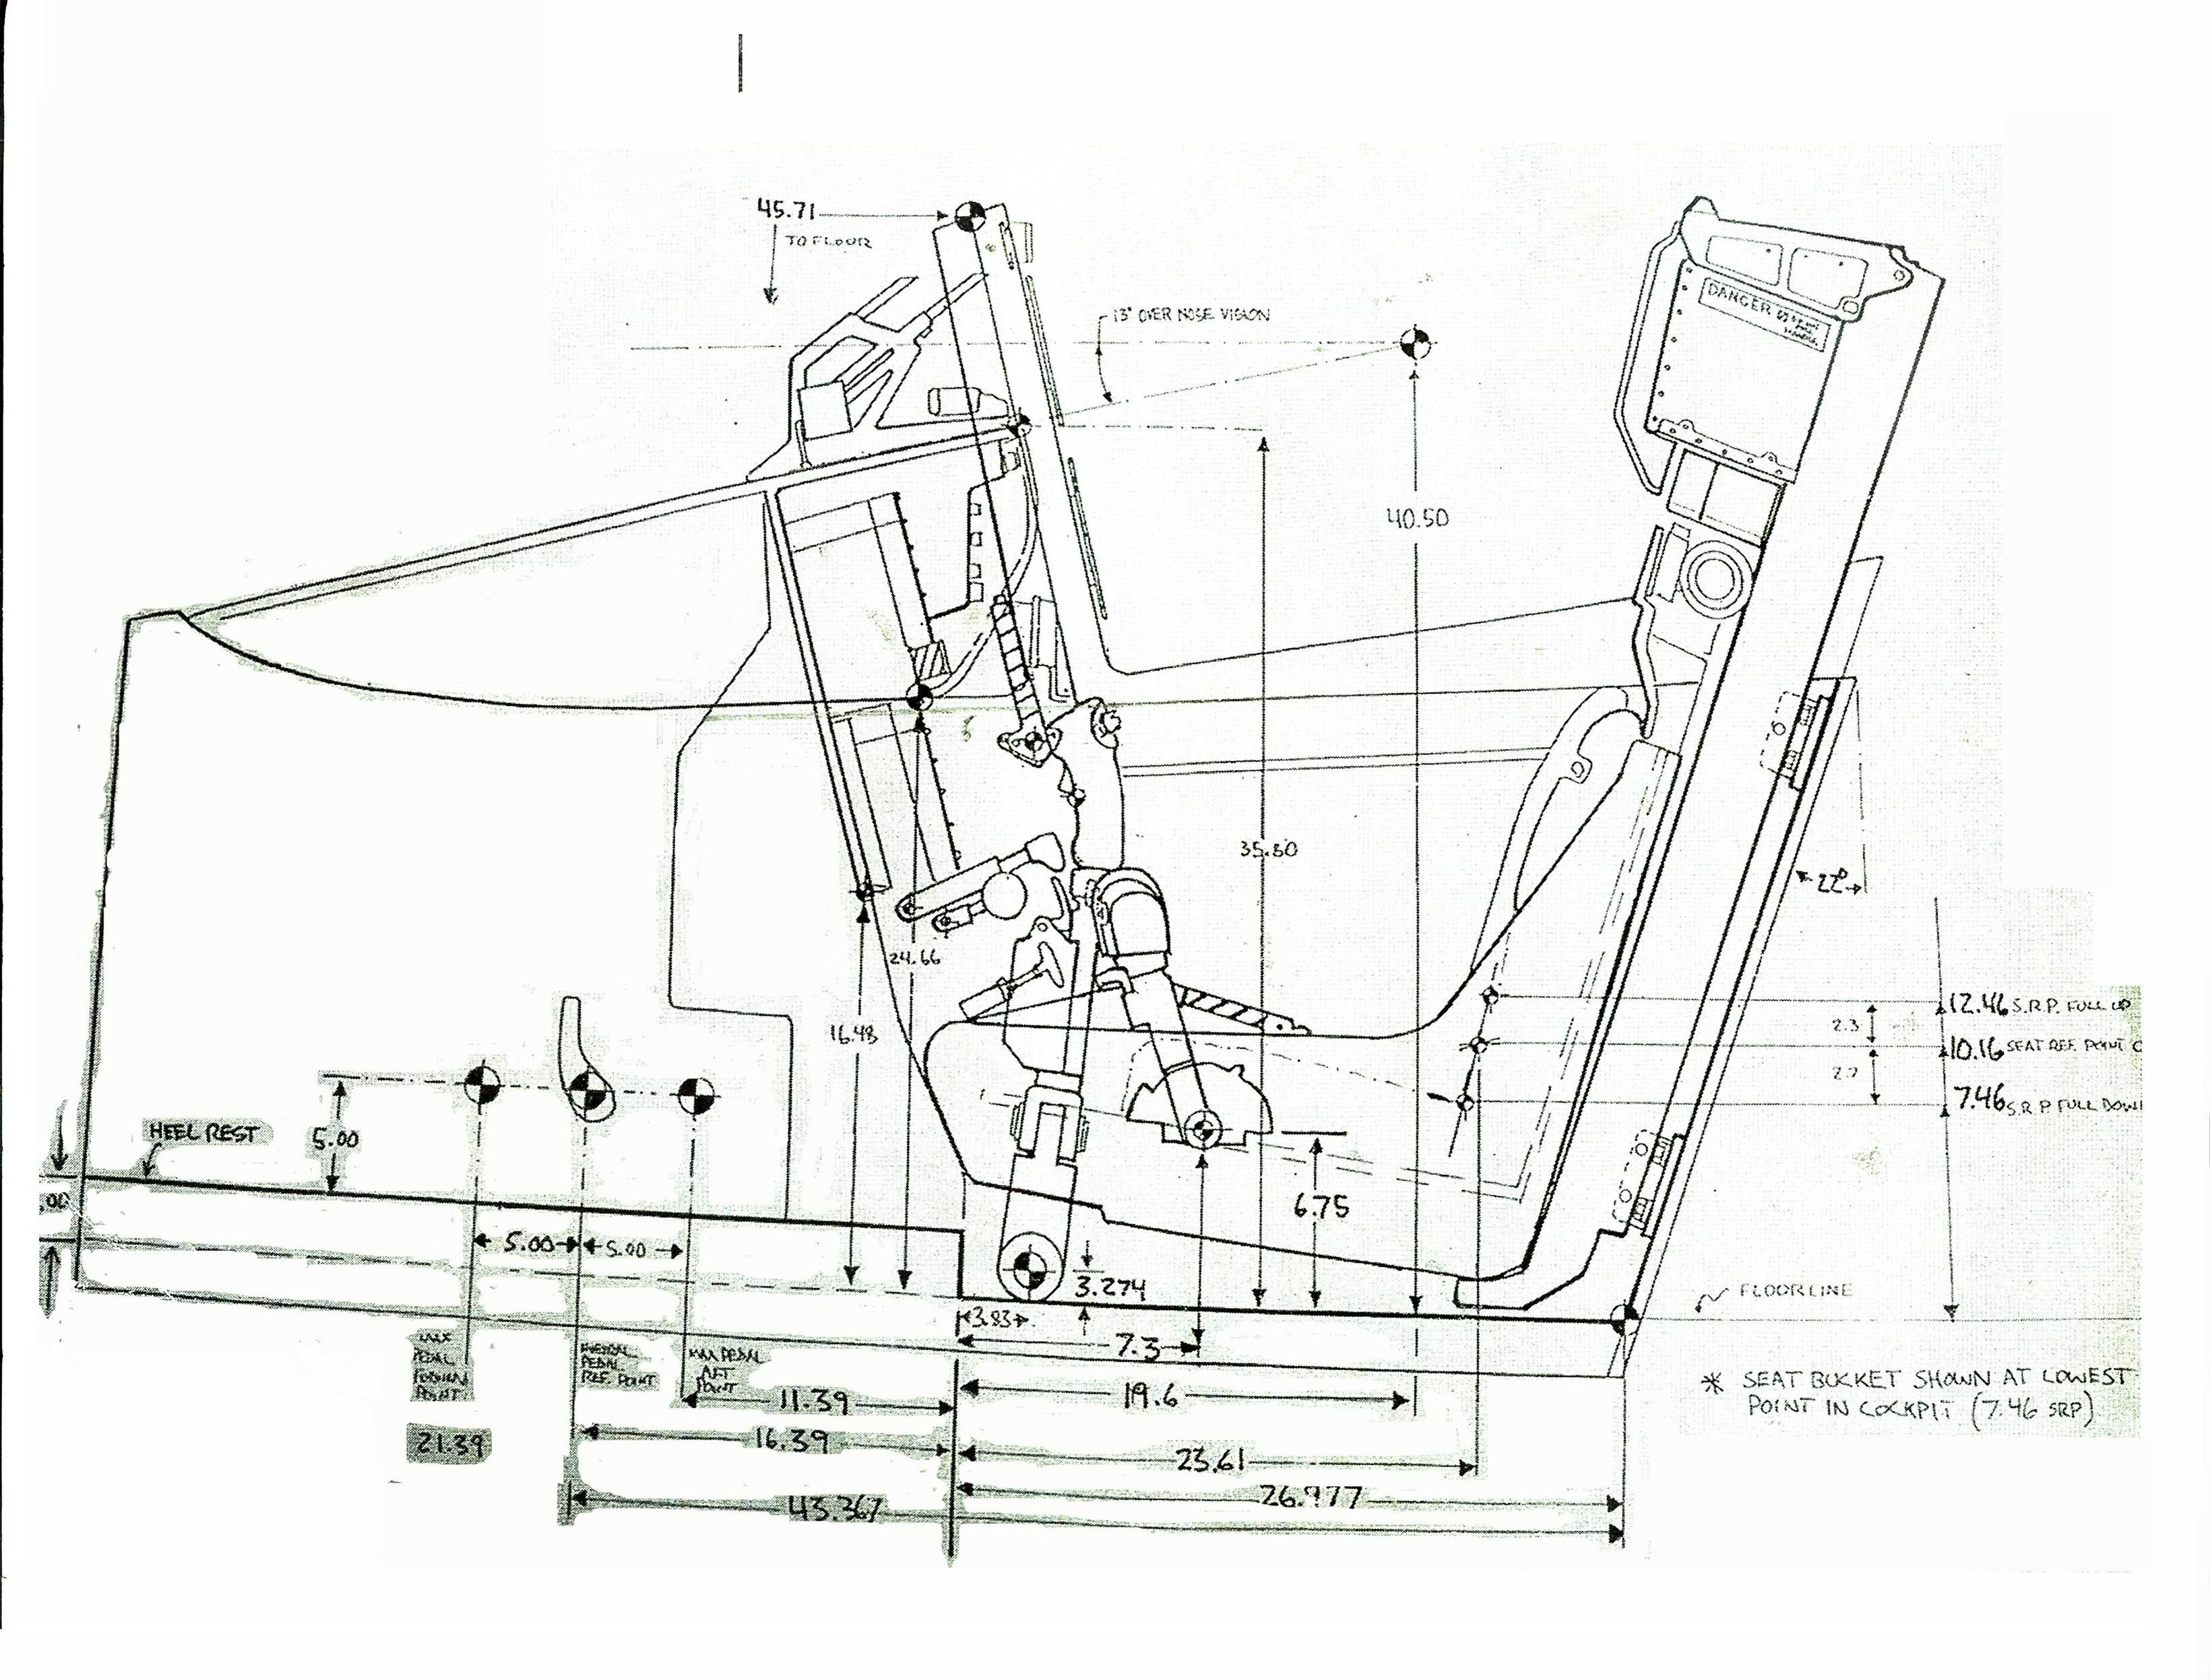 45.71
TO FLOOR
13° OVER NOSE VISION
DANGER
40.50
35.80
22°
24.66
16.48
12.46 S.R.P. FULL UP
2.3
10.16 SEAT REF. POINT
2.7
7.46 S.R.P. FULL DOWN
HEEL REST
5.00
.00
6.75
5.00
5.00
3.274
3.83
7.3
FLOORLINE
MAX
PEDAL
FORWARD
POINT
NEUTRAL
PEDAL
REF. POINT
MAX PEDAL
AFT
POINT
11.39
19.6
* SEAT BUCKET SHOWN AT LOWEST
POINT IN COCKPIT (7.46 SRP)
21.39
16.39
23.61
26.977
43.367